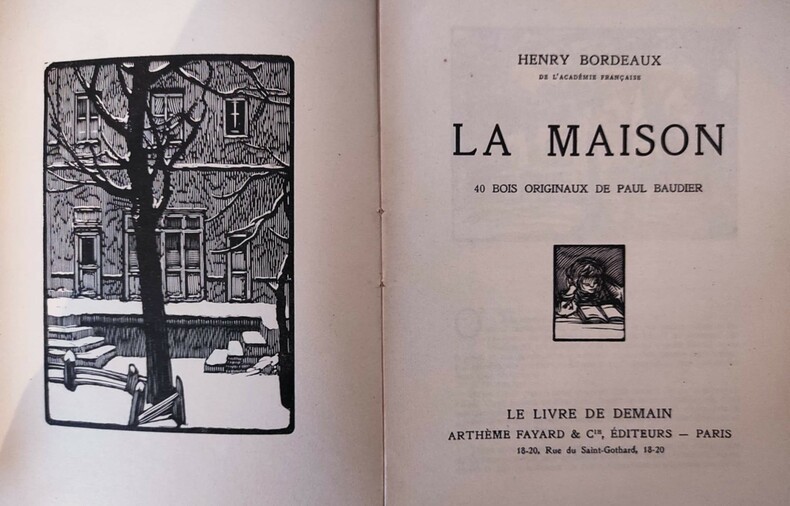 HENRY BORDEAUX
DE L'ACADÉMIE FRANÇAISE
LA MAISON
40 BOIS ORIGINAUX DE PAUL BAUDIER
LE LIVRE DE DEMAIN
ARTHÈME FAYARD & Cie, ÉDITEURS — PARIS
18-20, Rue du Saint-Gothard, 18-20